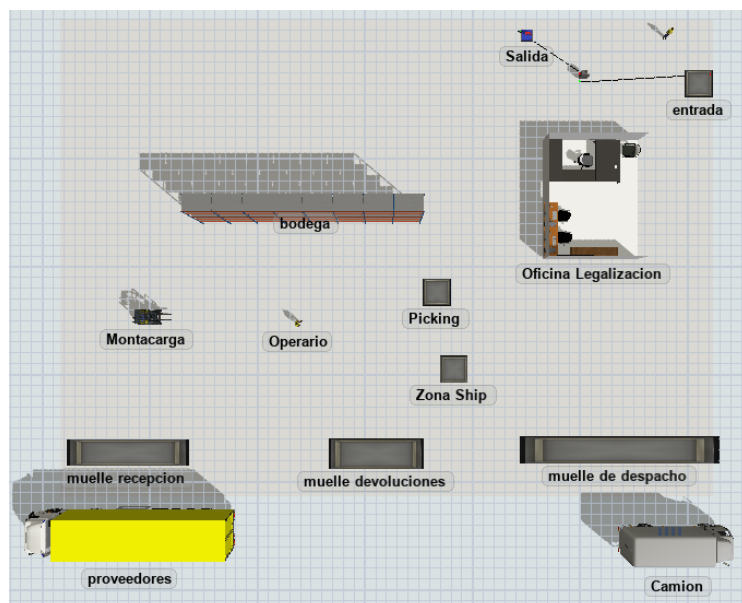 Salida
entrada
bodega
Oficina Legalizacion
Picking
Montacarga
Operario
Zona Ship
muelle recepcion
muelle devoluciones
muelle de despacho
proveedores
Camion